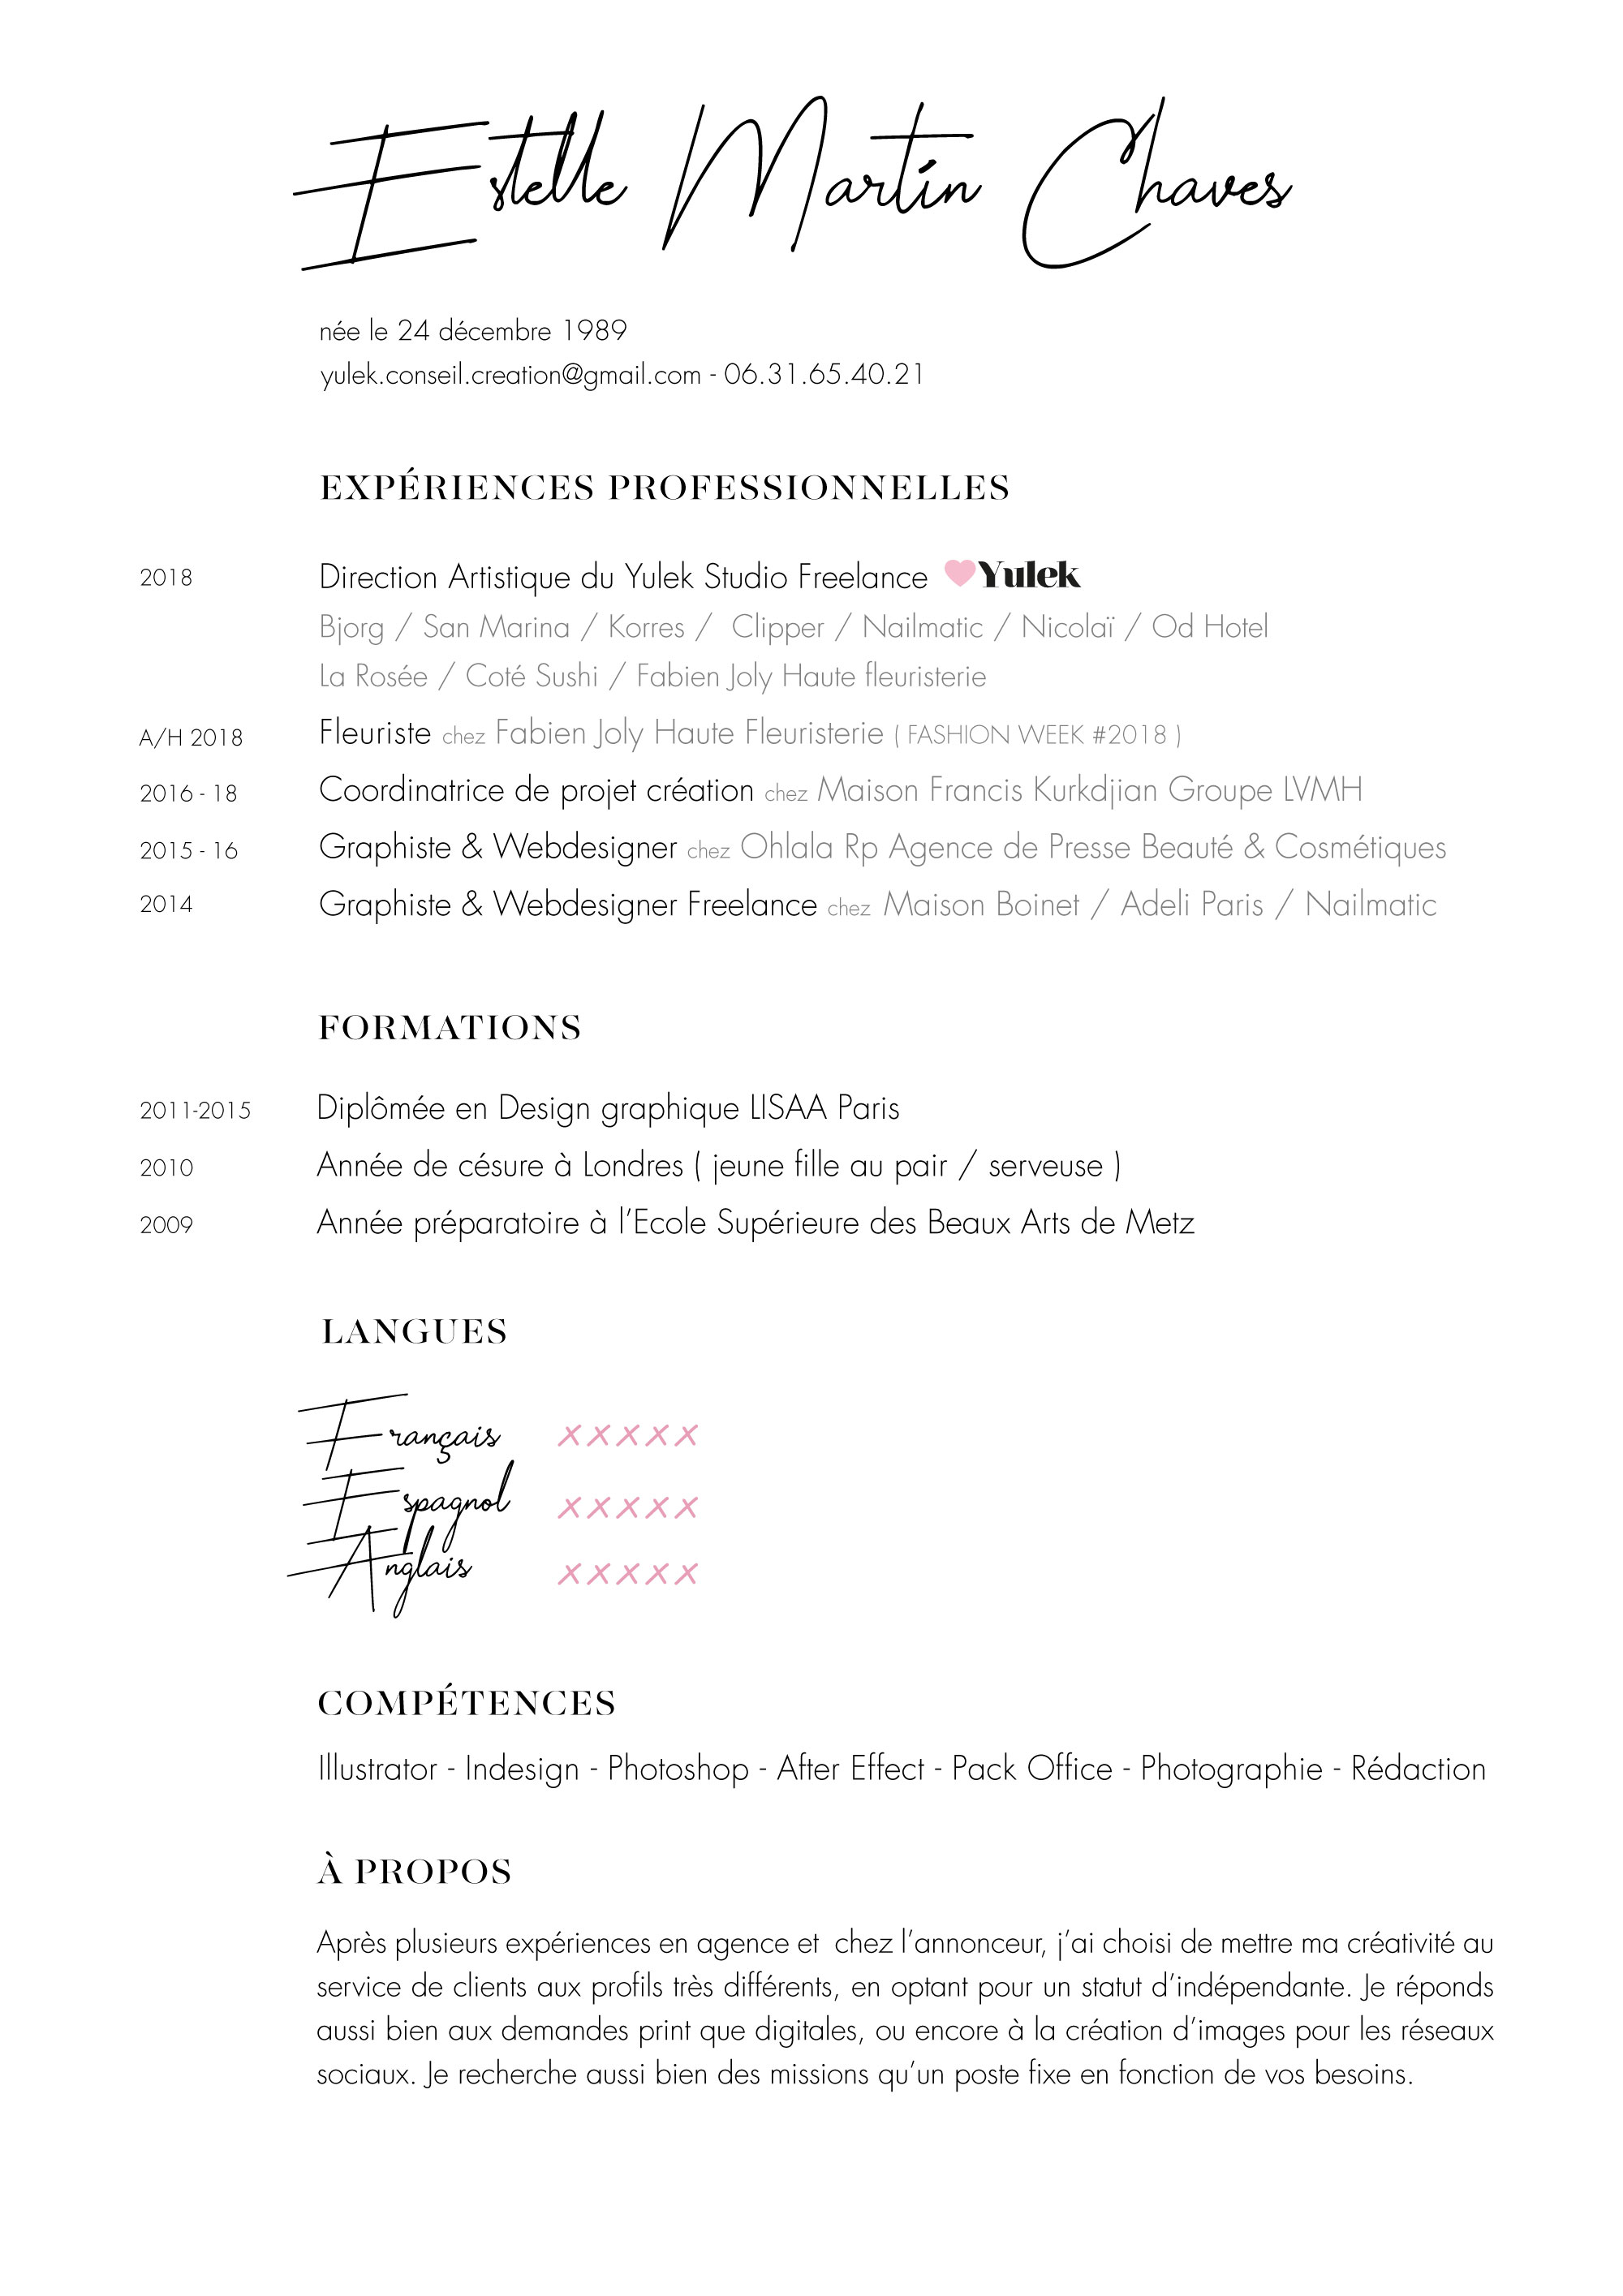 Estelle Martin Chaves
née le 24 décembre 1989
yulek.conseil.creation@gmail.com - 06.31.65.40.21
EXPÉRIENCES PROFESSIONNELLES
2018 Direction Artistique du Yulek Studio Freelance Yulek
Bjorg / San Marina / Korres / Clipper / Nailmatic / Nicolaï / Od Hotel
La Rosée / Coté Sushi / Fabien Joly Haute fleuristerie
A/H 2018 Fleuriste chez Fabien Joly Haute Fleuristerie ( FASHION WEEK #2018 )
2016 - 18 Coordinatrice de projet création chez Maison Francis Kurkdjian Groupe LVMH
2015 - 16 Graphiste & Webdesigner chez Ohlala Rp Agence de Presse Beauté & Cosmétiques
2014 Graphiste & Webdesigner Freelance chez Maison Boinet / Adeli Paris / Nailmatic
FORMATIONS
2011-2015 Diplômée en Design graphique LISAA Paris
2010 Année de césure à Londres ( jeune fille au pair / serveuse )
2009 Année préparatoire à l'Ecole Supérieure des Beaux Arts de Metz
LANGUES
Français xxxxx
Espagnol xxxxx
Anglais xxxxx
COMPÉTENCES
Illustrator - Indesign - Photoshop - After Effect - Pack Office - Photographie - Rédaction
À PROPOS
Après plusieurs expériences en agence et chez l'annonceur, j'ai choisi de mettre ma créativité au
service de clients aux profils très différents, en optant pour un statut d'indépendante. Je réponds
aussi bien aux demandes print que digitales, ou encore à la création d'images pour les réseaux
sociaux. Je recherche aussi bien des missions qu'un poste fixe en fonction de vos besoins.